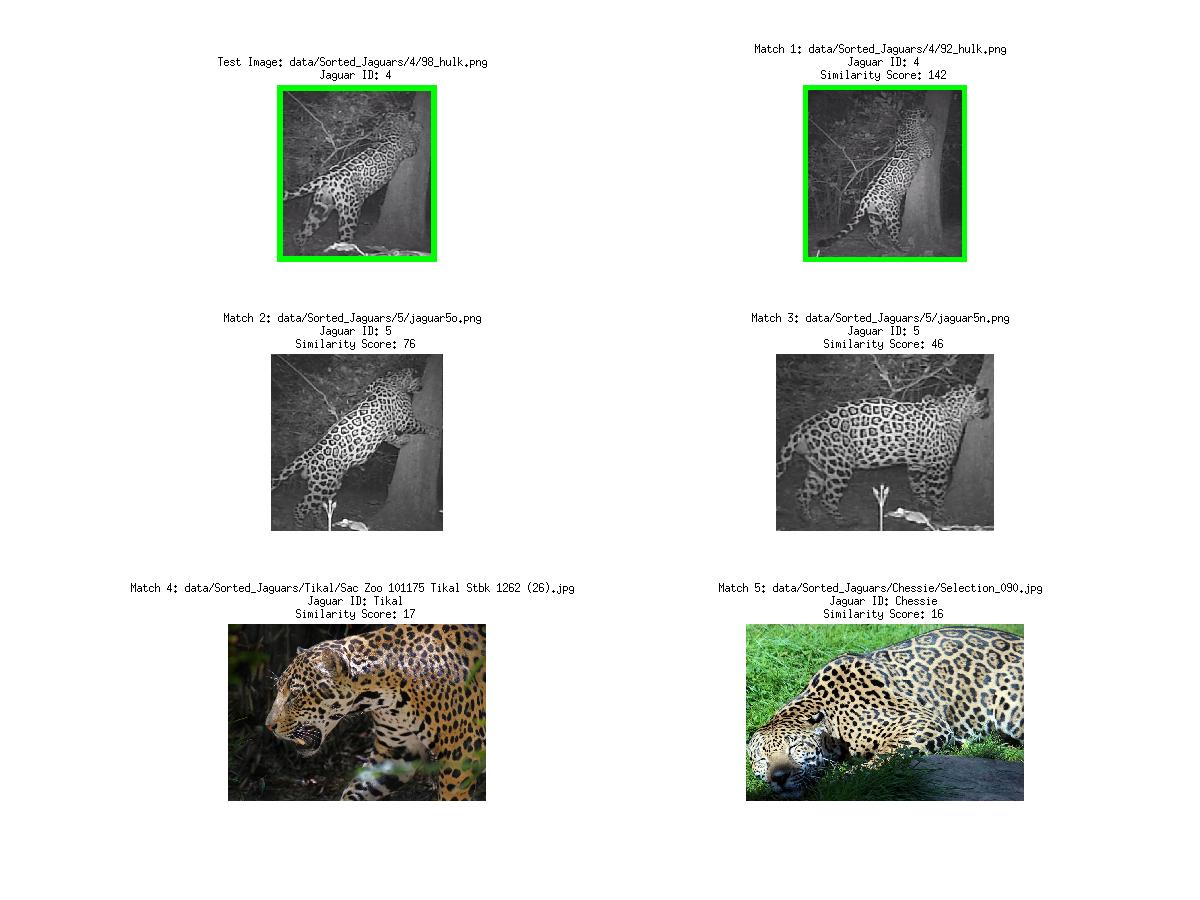 Test Image: data/Sorted_Jaguars/4/98_hulk.png
Jaguar ID: 4
Match 1: data/Sorted_Jaguars/4/92_hulk.png
Jaguar ID: 4
Similarity Score: 142
Match 2: data/Sorted_Jaguars/5/jaguar5o.png
Jaguar ID: 5
Similarity Score: 76
Match 3: data/Sorted_Jaguars/5/jaguar5n.png
Jaguar ID: 5
Similarity Score: 46
Match 4: data/Sorted_Jaguars/Tikal/Sac Zoo 101175 Tikal Stbk 1262 (26).jpg
Jaguar ID: Tikal
Similarity Score: 17
Match 5: data/Sorted_Jaguars/Chessie/Selection_090.jpg
Jaguar ID: Chessie
Similarity Score: 16